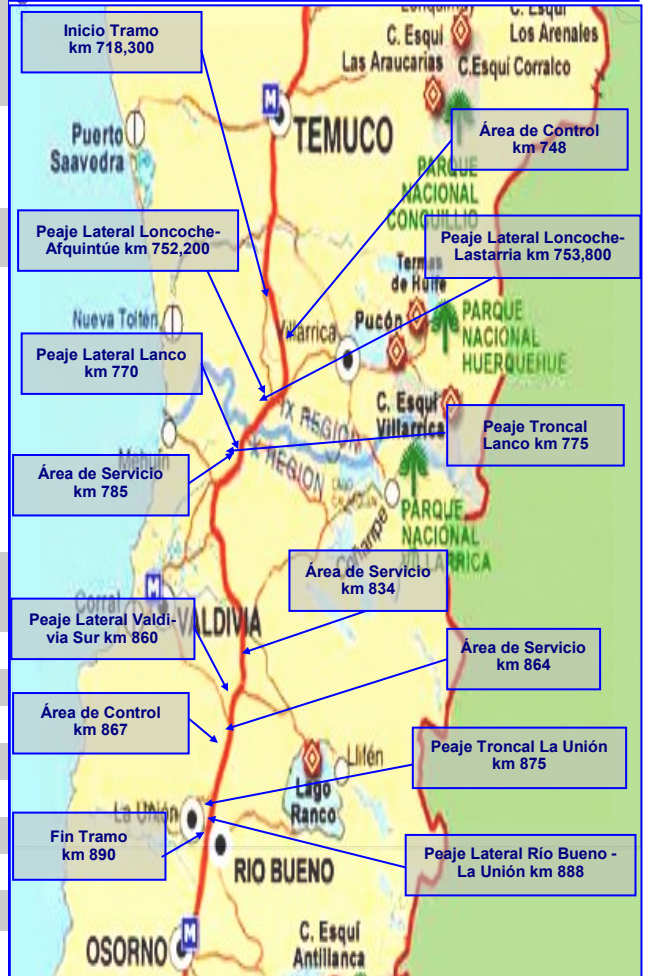 Lonquimay
C. Esquí
Los Arenales
C. Esquí
Las Araucarias
C.Esquí Corralco
Inicio Tramo
km 718,300
M
TEMUCO
Puerto
Saavedra
Área de Control
km 748
PARQUE
NACIONAL
CONGUILLIO
Peaje Lateral Loncoche-
Afquintúe km 752,200
Peaje Lateral Loncoche-
Lastarria km 753,800
Termas
de Huife
Nueva Toltén
Villarrica
Pucón
PARQUE
NACIONAL
HUERQUEHUE
Peaje Lateral Lanco
km 770
C. Esquí
Villarrica
IX REGION
X REGION
Peaje Troncal
Lanco km 775
Mehuín
Área de Servicio
km 785
PARQUE
NACIONAL
VILLARRICA
Coñaripe
Área de Servicio
km 834
M
Corral
VALDIVIA
Peaje Lateral Valdi-
via Sur km 860
Área de Servicio
km 864
Área de Control
km 867
Peaje Troncal La Unión
km 875
Llifén
Lago
Ranco
La Unión
Fin Tramo
km 890
RIO BUENO
Peaje Lateral Río Bueno -
La Unión km 888
M
OSORNO
C. Esquí
Antillanca